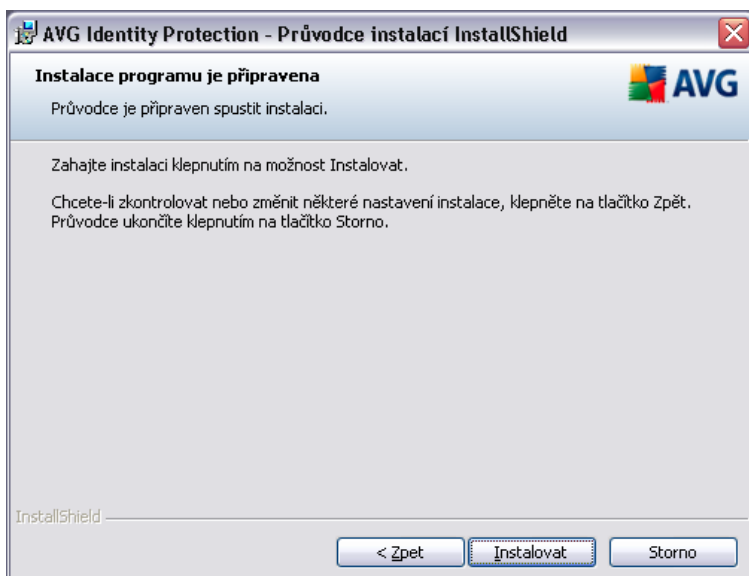 AVG Identity Protection - Průvodce instalací InstallShield
Instalace programu je připravena
Průvodce je připraven spustit instalaci.
AVG
Zahajte instalaci klepnutím na možnost Instalovat.
Chcete-li zkontrolovat nebo změnit některé nastavení instalace, klepněte na tlačítko Zpět.
Průvodce ukončíte klepnutím na tlačítko Storno.
InstallShield
< Zpet
Instalovat
Storno